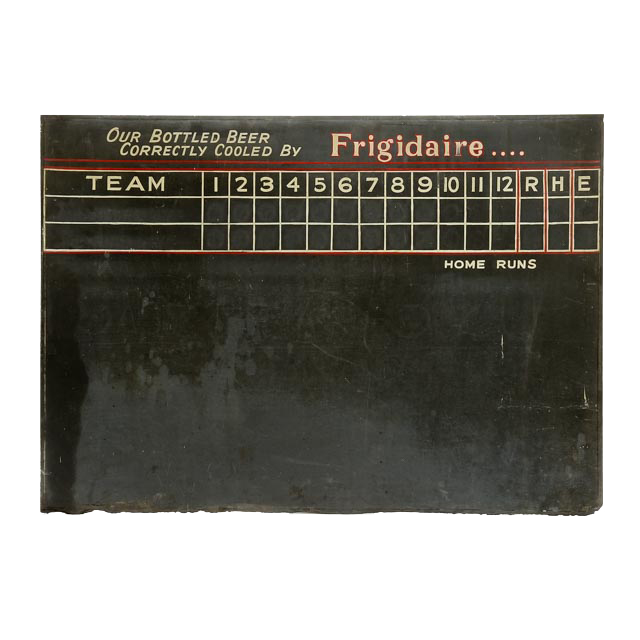 OUR BOTTLED BEER
CORRECTLY COOLED BY Frigidaire....
TEAM 1 2 3 4 5 6 7 8 9 10 11 12 R H E
HOME RUNS